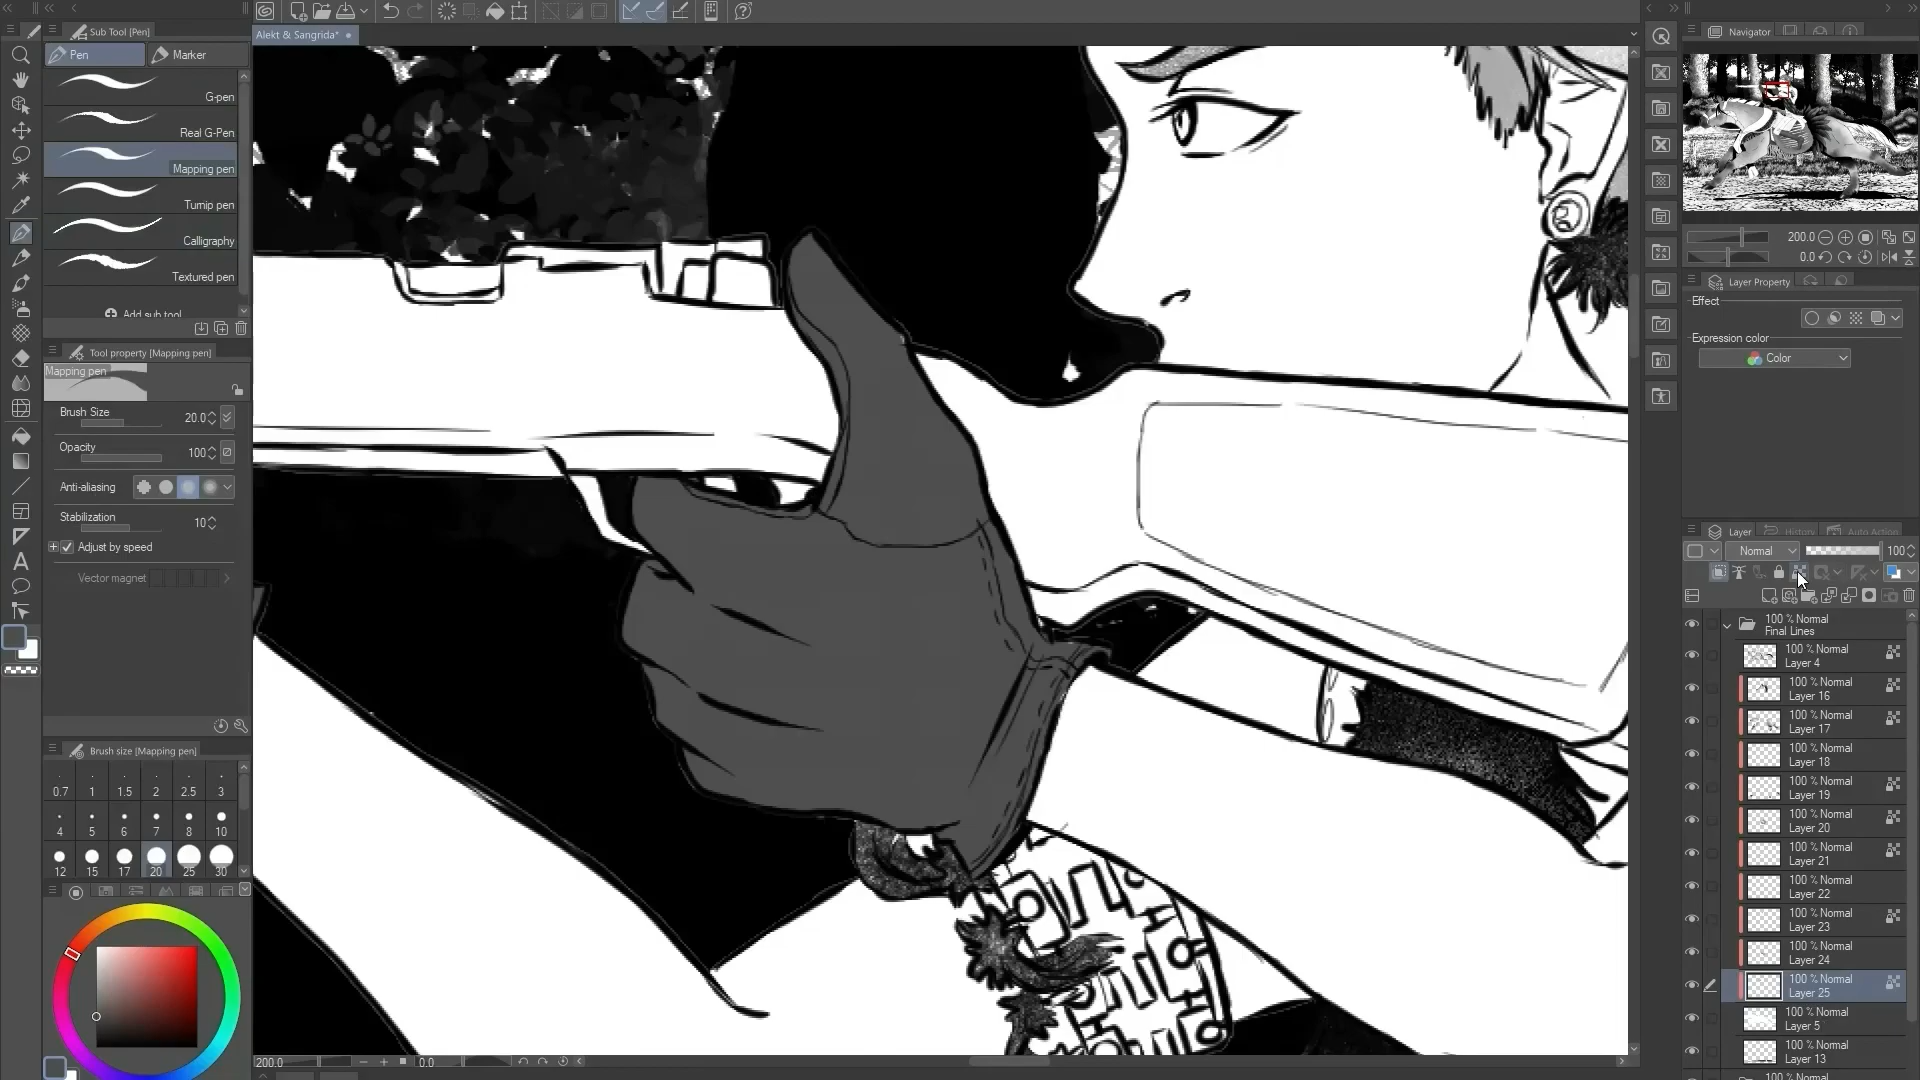 Sub Tool [Pen]
Alekt & Sangrida*
Navigator
Pen
Marker
G-pen
Real G-Pen
Mapping pen
Turnip pen
Calligraphy
Textured pen
Add sub tool
200.0
0.0
Layer Property
Effect
Expression color
Color
Tool property [Mapping pen]
Mapping pen
Brush Size
20.0
Opacity
100
Anti-aliasing
Stabilization
10
Adjust by speed
Vector magnet
Brush size [Mapping pen]
0.7 1 1.5 2 2.5 3
4 5 6 7 8 10
12 15 17 20 25 30
200.0
0.0
Layer
History
Auto Action
Normal
100
100 % Normal
Final Lines
100 % Normal
Layer 4
100 % Normal
Layer 16
100 % Normal
Layer 17
100 % Normal
Layer 18
100 % Normal
Layer 19
100 % Normal
Layer 20
100 % Normal
Layer 21
100 % Normal
Layer 22
100 % Normal
Layer 23
100 % Normal
Layer 24
100 % Normal
Layer 25
100 % Normal
Layer 5
100 % Normal
Layer 13
100 % Normal